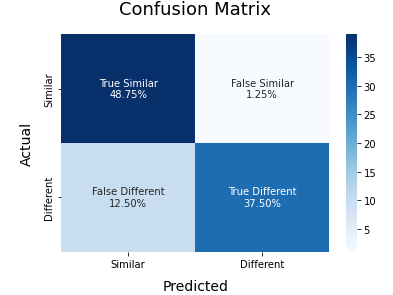 Confusion Matrix
True Similar
48.75%
False Similar
1.25%
False Different
12.50%
True Different
37.50%
Similar
Different
Actual
Similar
Different
Predicted
35
30
25
20
15
10
5